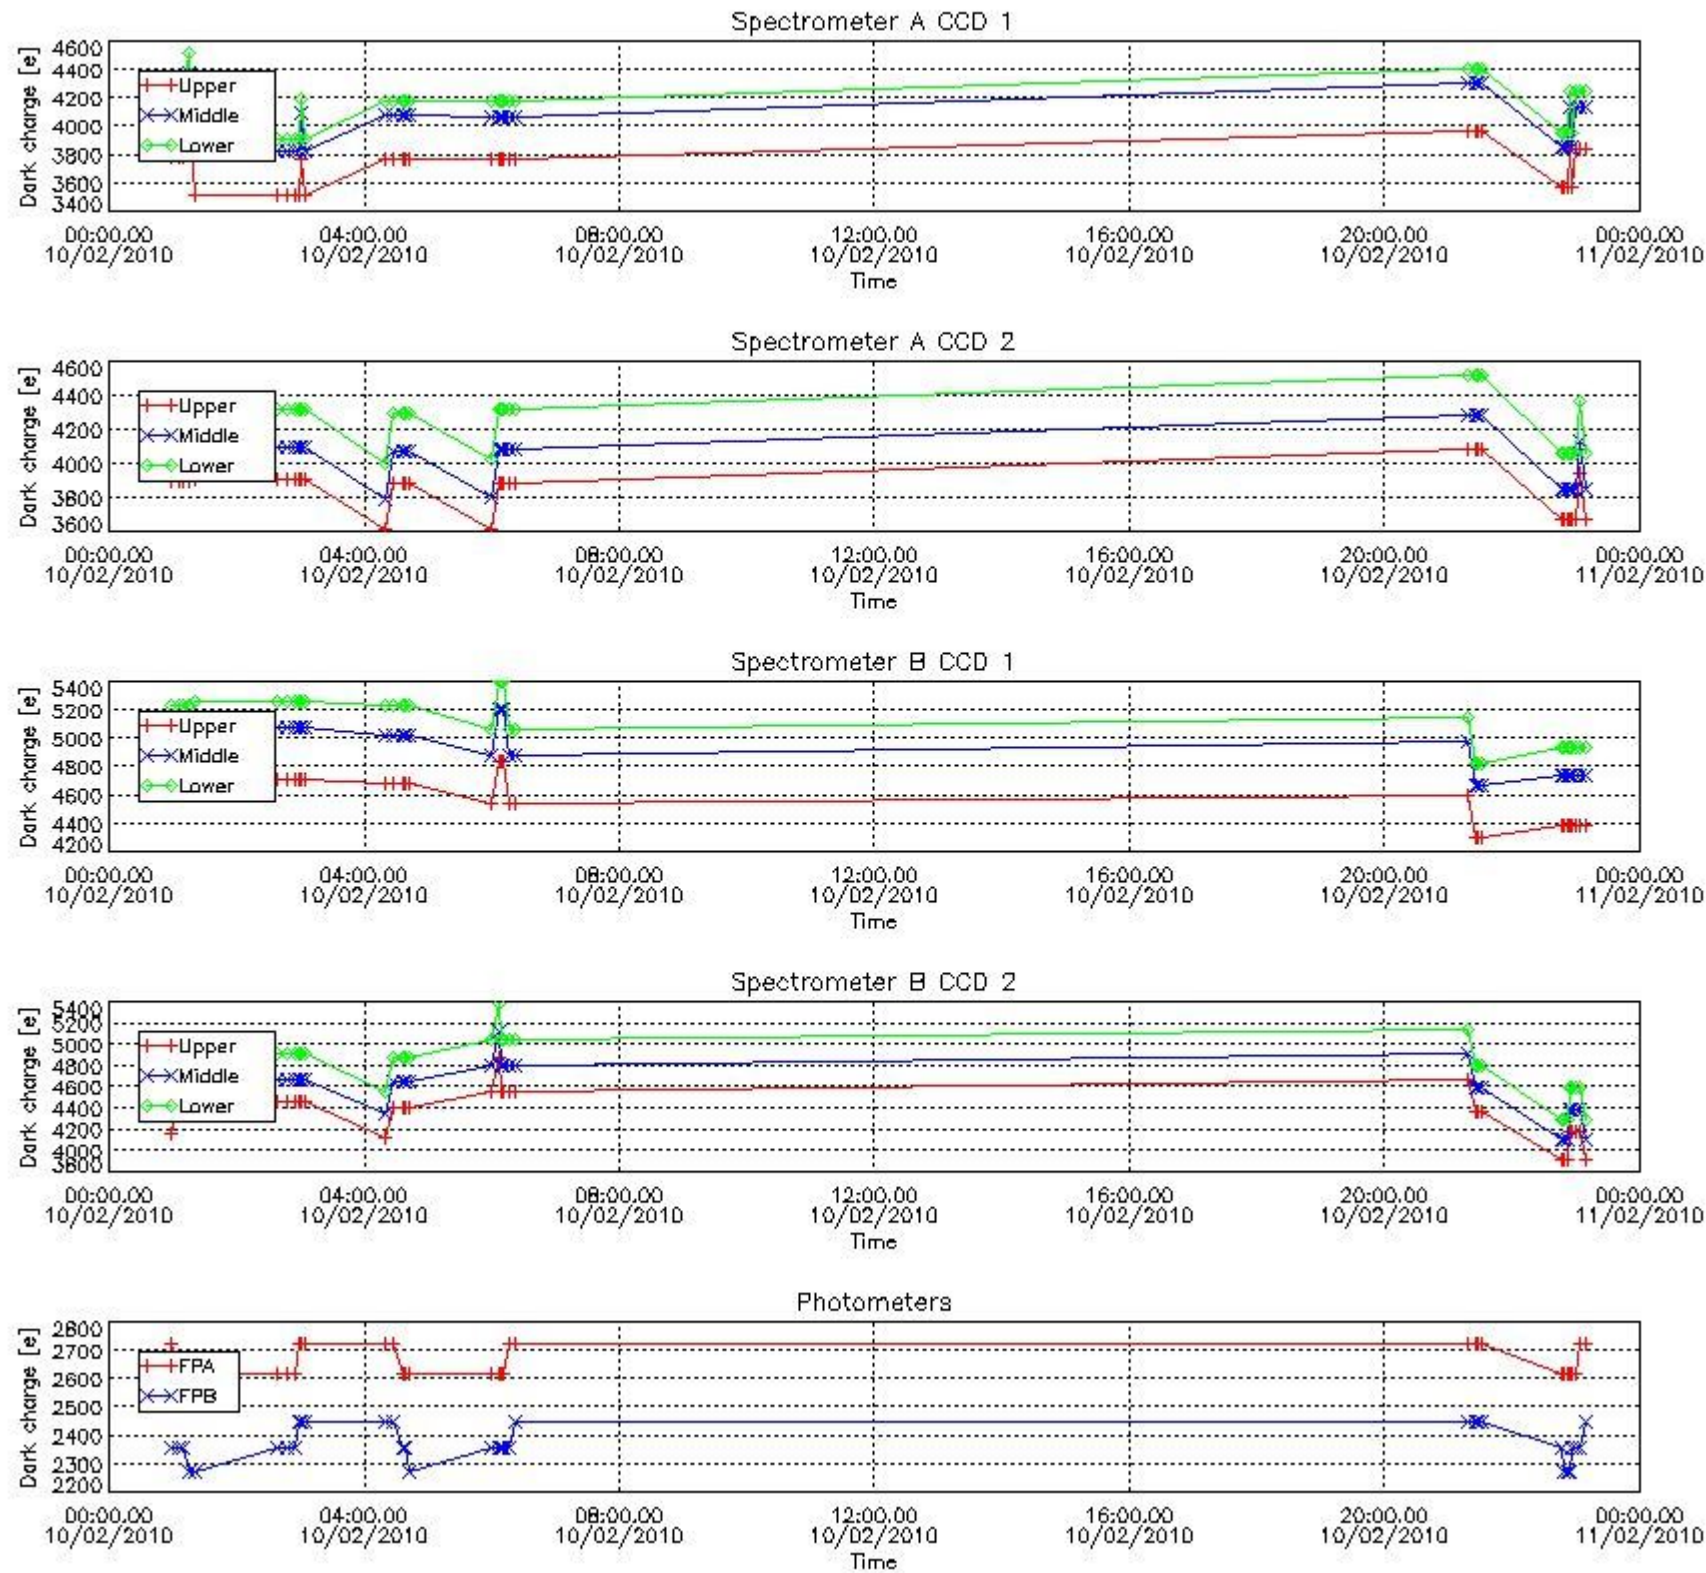 Spectrometer A CCD 1
Dark charge [e]
4600
4400
4200
4000
3800
3600
3400
Upper
Middle
Lower
00:00.00 04:00.00 08:00.00 12:00.00 16:00.00 20:00.00 00:00.00
10/02/2010 10/02/2010 10/02/2010 10/02/2010 10/02/2010 10/02/2010 11/02/2010
Time
Spectrometer A CCD 2
Dark charge [e]
4600
4400
4200
4000
3800
3600
Upper
Middle
Lower
00:00.00 04:00.00 08:00.00 12:00.00 16:00.00 20:00.00 00:00.00
10/02/2010 10/02/2010 10/02/2010 10/02/2010 10/02/2010 10/02/2010 11/02/2010
Time
Spectrometer B CCD 1
Dark charge [e]
5400
5200
5000
4800
4600
4400
4200
Upper
Middle
Lower
00:00.00 04:00.00 08:00.00 12:00.00 16:00.00 20:00.00 00:00.00
10/02/2010 10/02/2010 10/02/2010 10/02/2010 10/02/2010 10/02/2010 11/02/2010
Time
Spectrometer B CCD 2
Dark charge [e]
5400
5200
5000
4800
4600
4400
4200
4000
3800
Upper
Middle
Lower
00:00.00 04:00.00 08:00.00 12:00.00 16:00.00 20:00.00 00:00.00
10/02/2010 10/02/2010 10/02/2010 10/02/2010 10/02/2010 10/02/2010 11/02/2010
Time
Photometers
Dark charge [e]
2800
2700
2600
2500
2400
2300
2200
FPA
FPB
00:00.00 04:00.00 08:00.00 12:00.00 16:00.00 20:00.00 00:00.00
10/02/2010 10/02/2010 10/02/2010 10/02/2010 10/02/2010 10/02/2010 11/02/2010
Time